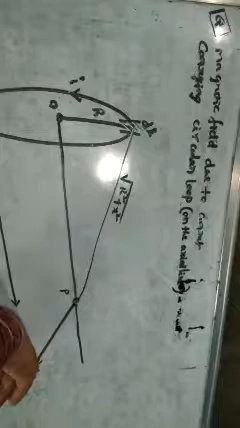 Q magnetic field due to current
carrying circular loop (on the axial
i
R
dl
O
√R²+x²
P